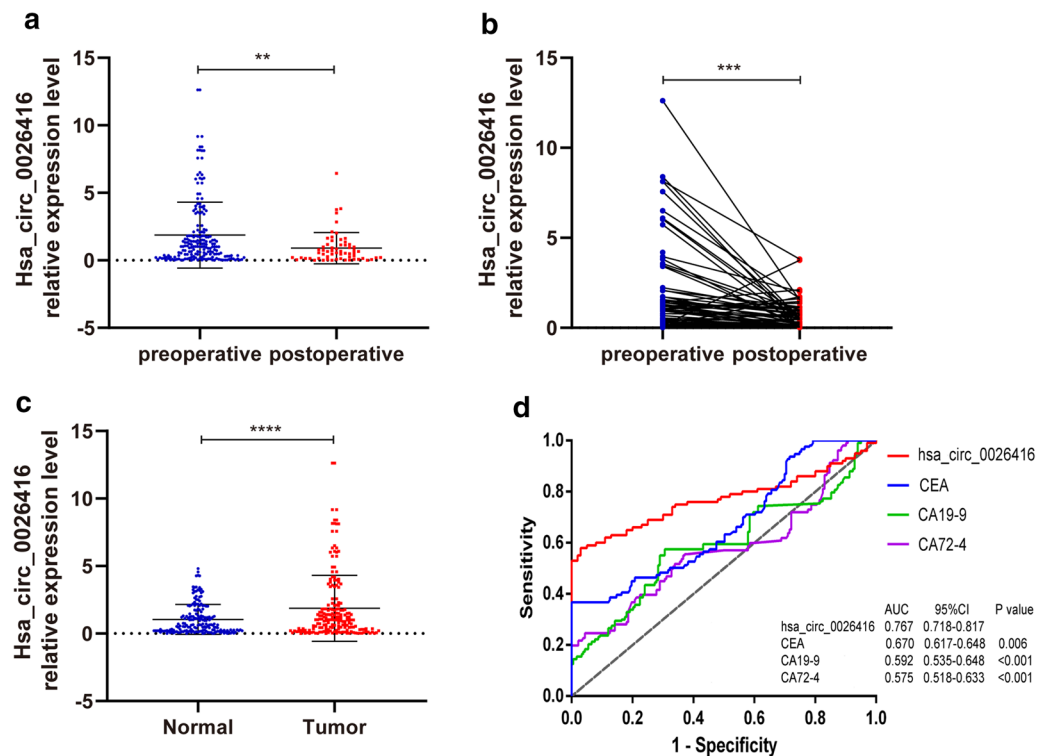 a
Hsa_circ_0026416
relative expression level
15
10
5
0
-5
**
preoperative postoperative
b
Hsa_circ_0026416
relative expression level
15
10
5
0
***
preoperative postoperative
c
Hsa_circ_0026416
relative expression level
15
10
5
0
-5
****
Normal Tumor
d
Sensitivity
1.0
0.8
0.6
0.4
0.2
0.0
0.0 0.2 0.4 0.6 0.8 1.0
1 - Specificity
hsa_circ_0026416
CEA
CA19-9
CA72-4
AUC 95%CI P value
hsa_circ_0026416 0.767 0.718-0.817
CEA 0.670 0.617-0.648 0.006
CA19-9 0.592 0.535-0.648 <0.001
CA72-4 0.575 0.518-0.633 <0.001